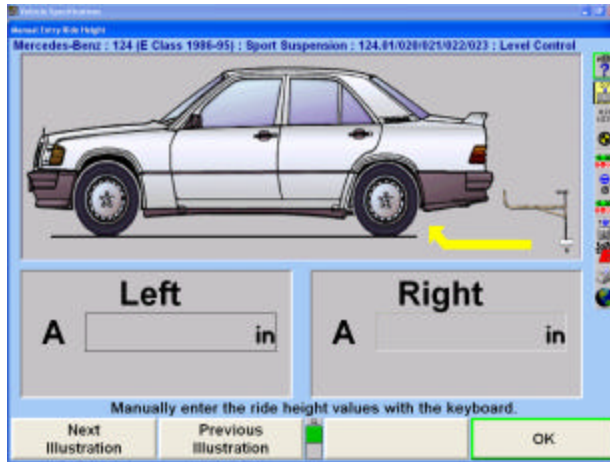 Vehicle Specifications
Manual Entry Ride Height
Mercedes-Benz : 124 (E Class 1986-95) : Sport Suspension : 124.01/020/021/022/023 : Level Control
Left
Right
A in
A in
Manually enter the ride height values with the keyboard.
Next Illustration
Previous Illustration
OK